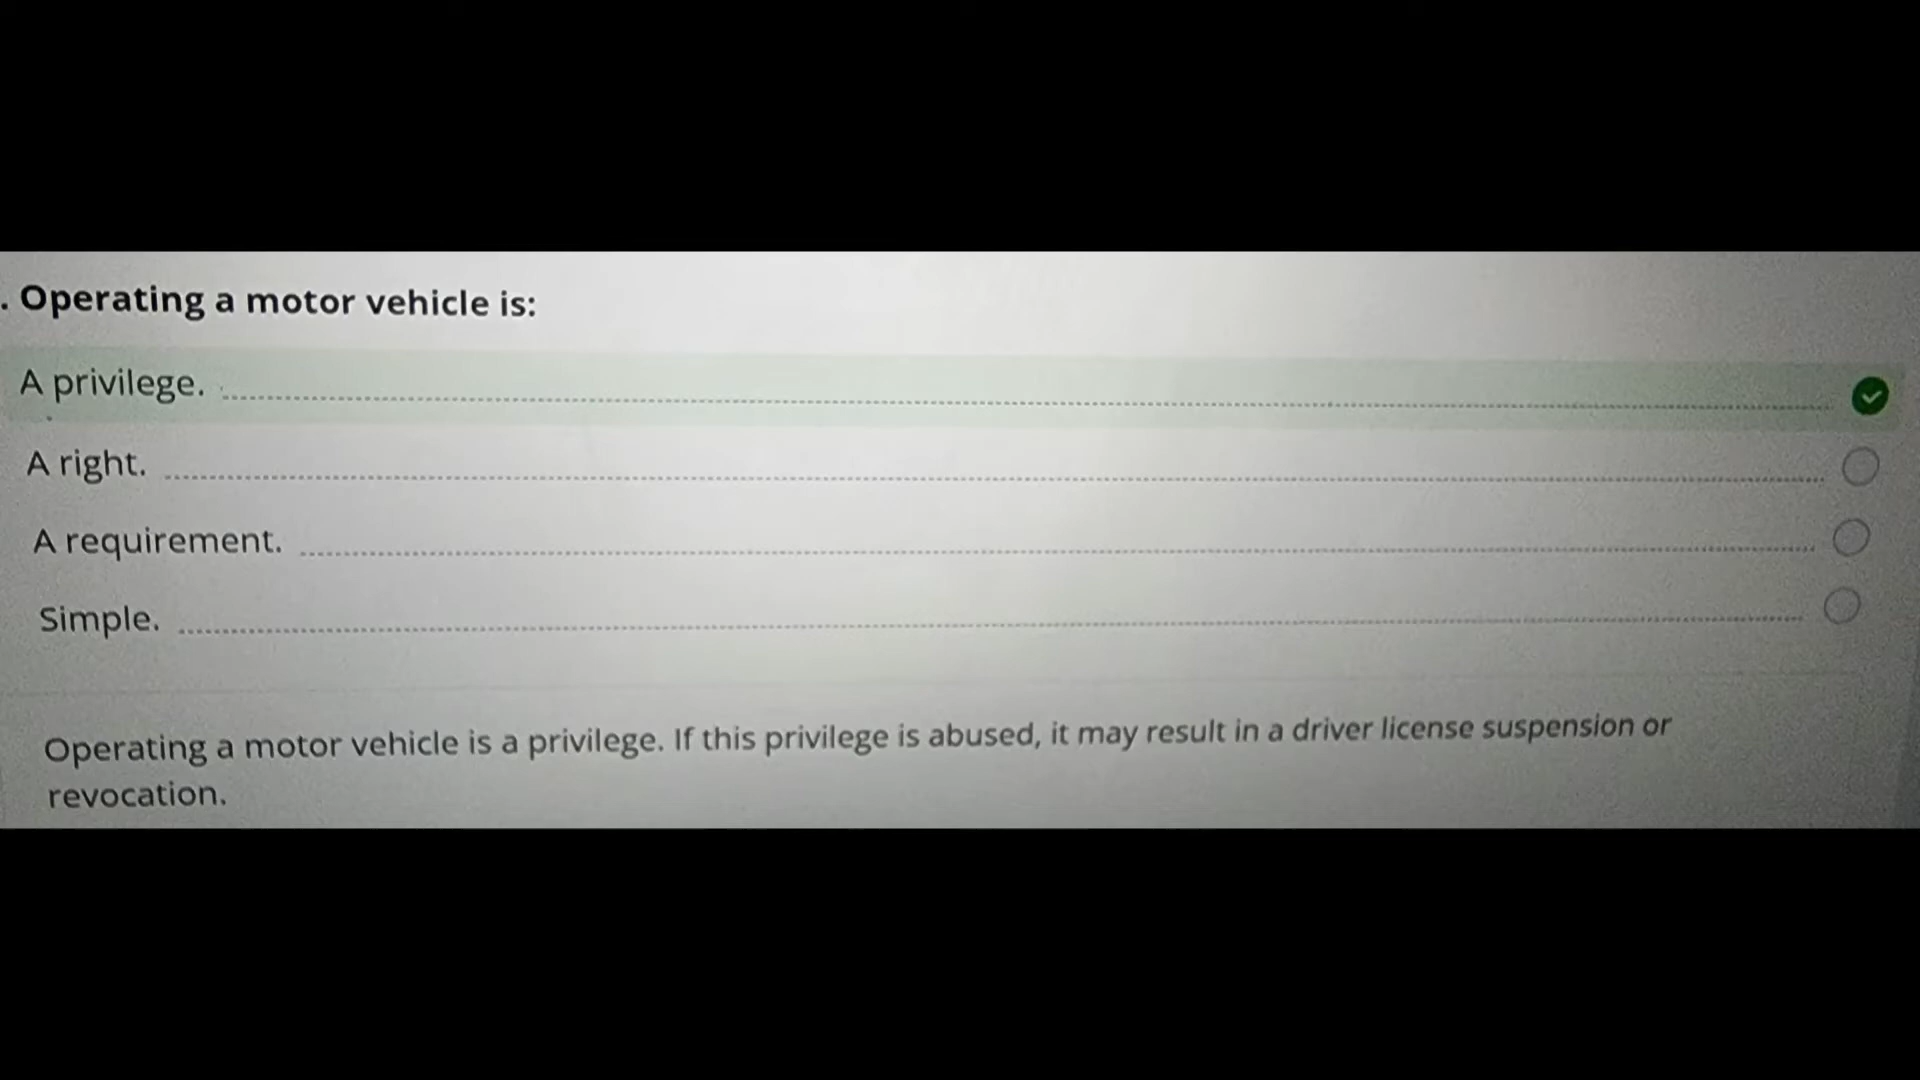 . Operating a motor vehicle is:
A privilege.
A right.
A requirement.
Simple.
Operating a motor vehicle is a privilege. If this privilege is abused, it may result in a driver license suspension or
revocation.